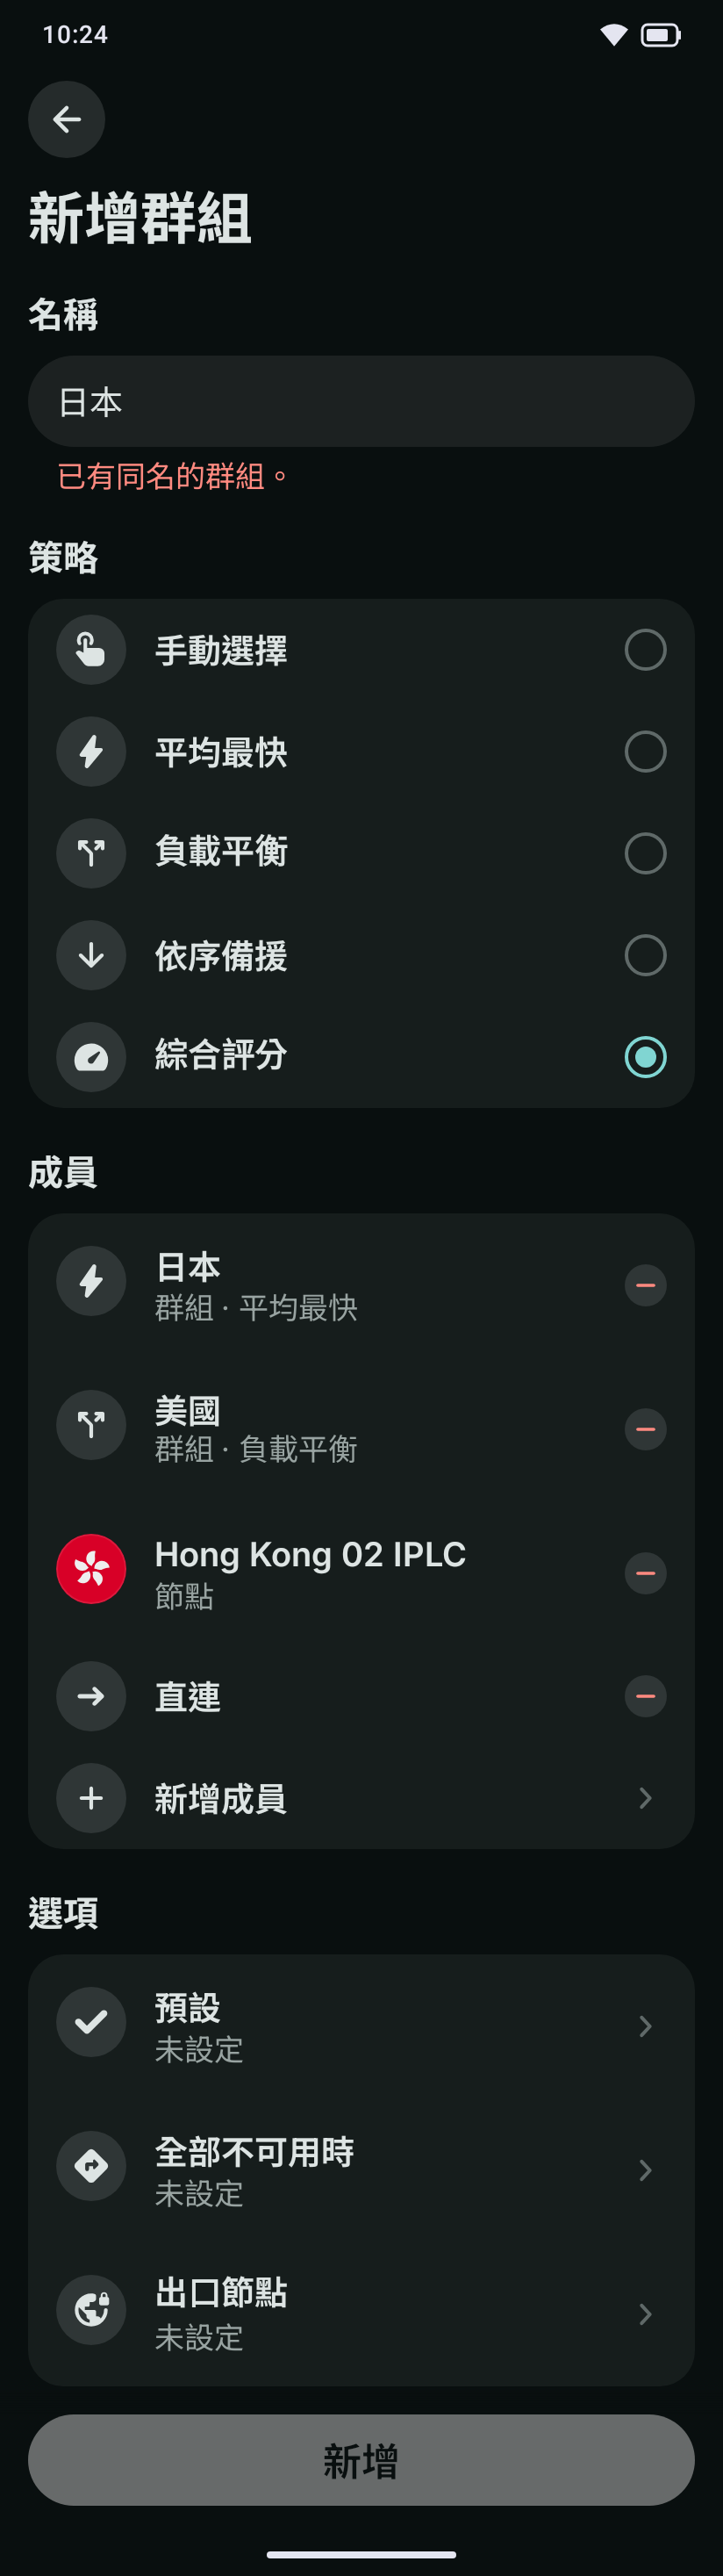 10:24
新增群組
名稱
日本
已有同名的群組。
策略
手動選擇
平均最快
負載平衡
依序備援
綜合評分
成員
日本
群組 · 平均最快
美國
群組 · 負載平衡
Hong Kong 02 IPLC
節點
直連
新增成員
選項
預設
未設定
全部不可用時
未設定
出口節點
未設定
新增